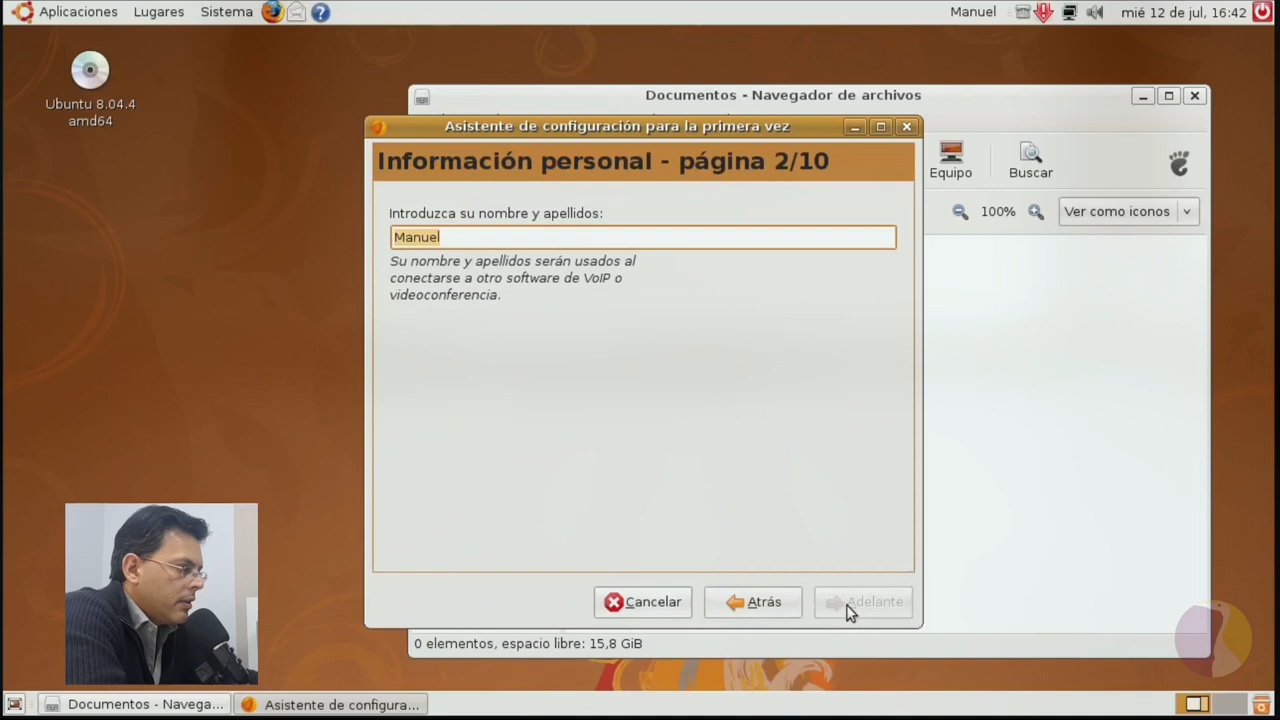 Aplicaciones Lugares Sistema
Manuel
mié 12 de jul, 16:42
Ubuntu 8.04.4
amd64
Documentos - Navegador de archivos
Asistente de configuración para la primera vez
Información personal - página 2/10
Equipo
Buscar
Introduzca su nombre y apellidos:
100%
Ver como iconos
Manuel
Su nombre y apellidos serán usados al
conectarse a otro software de VoIP o
videoconferencia.
Cancelar
Atrás
Adelante
0 elementos, espacio libre: 15,8 GiB
Documentos - Navega...
Asistente de configura...